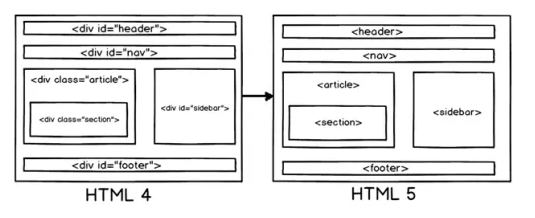 <div id="header">
<div id="nav">
<div class="article">
<div class="section">
<div id="sidebar">
<div id="footer">
HTML 4
<header>
<nav>
<article>
<section>
<sidebar>
<footer>
HTML 5